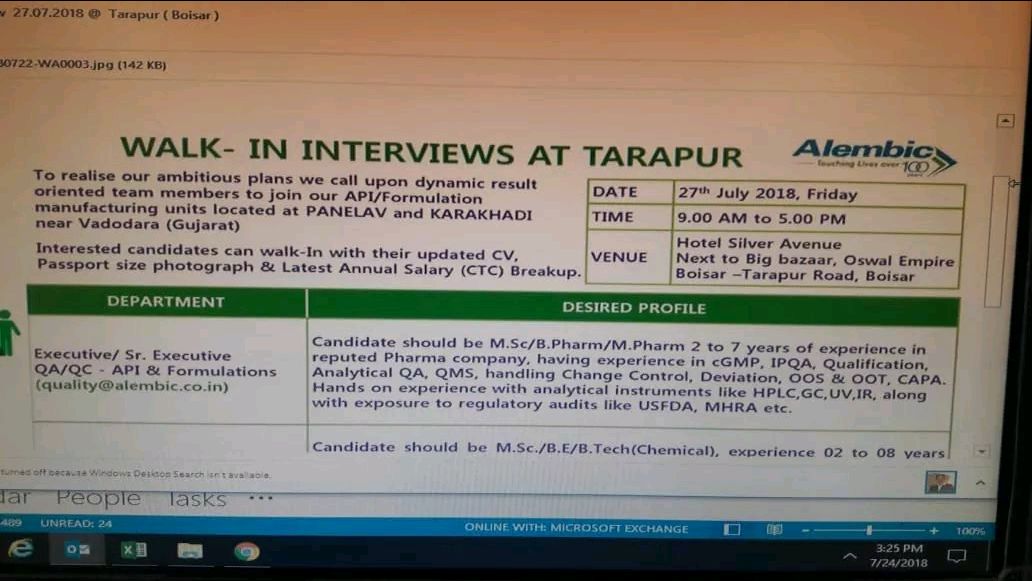 27.07.2018 @ Tarapur ( Boisar )
-WA0003.jpg (142 KB)
WALK- IN INTERVIEWS AT TARAPUR
Alembic
Touching Lives over 100 years
To realise our ambitious plans we call upon dynamic result
oriented team members to join our API/Formulation
manufacturing units located at PANELAV and KARAKHADI
near Vadodara (Gujarat)
Interested candidates can walk-In with their updated CV,
Passport size photograph & Latest Annual Salary (CTC) Breakup.
DATE 27th July 2018, Friday
TIME 9.00 AM to 5.00 PM
VENUE Hotel Silver Avenue
Next to Big bazaar, Oswal Empire
Boisar –Tarapur Road, Boisar
DEPARTMENT DESIRED PROFILE
Executive/ Sr. Executive
QA/QC - API & Formulations
(quality@alembic.co.in)
Candidate should be M.Sc/B.Pharm/M.Pharm 2 to 7 years of experience in
reputed Pharma company, having experience in cGMP, IPQA, Qualification,
Analytical QA, QMS, handling Change Control, Deviation, OOS & OOT, CAPA.
Hands on experience with analytical instruments like HPLC,GC,UV,IR, along
with exposure to regulatory audits like USFDA, MHRA etc.
Candidate should be M.Sc./B.E/B.Tech(Chemical), experience 02 to 08 years
turned off because Windows Desktop Search isn't available.
dar People Tasks ...
489 UNREAD: 24 ONLINE WITH: MICROSOFT EXCHANGE 100%
3:25 PM
7/24/2018